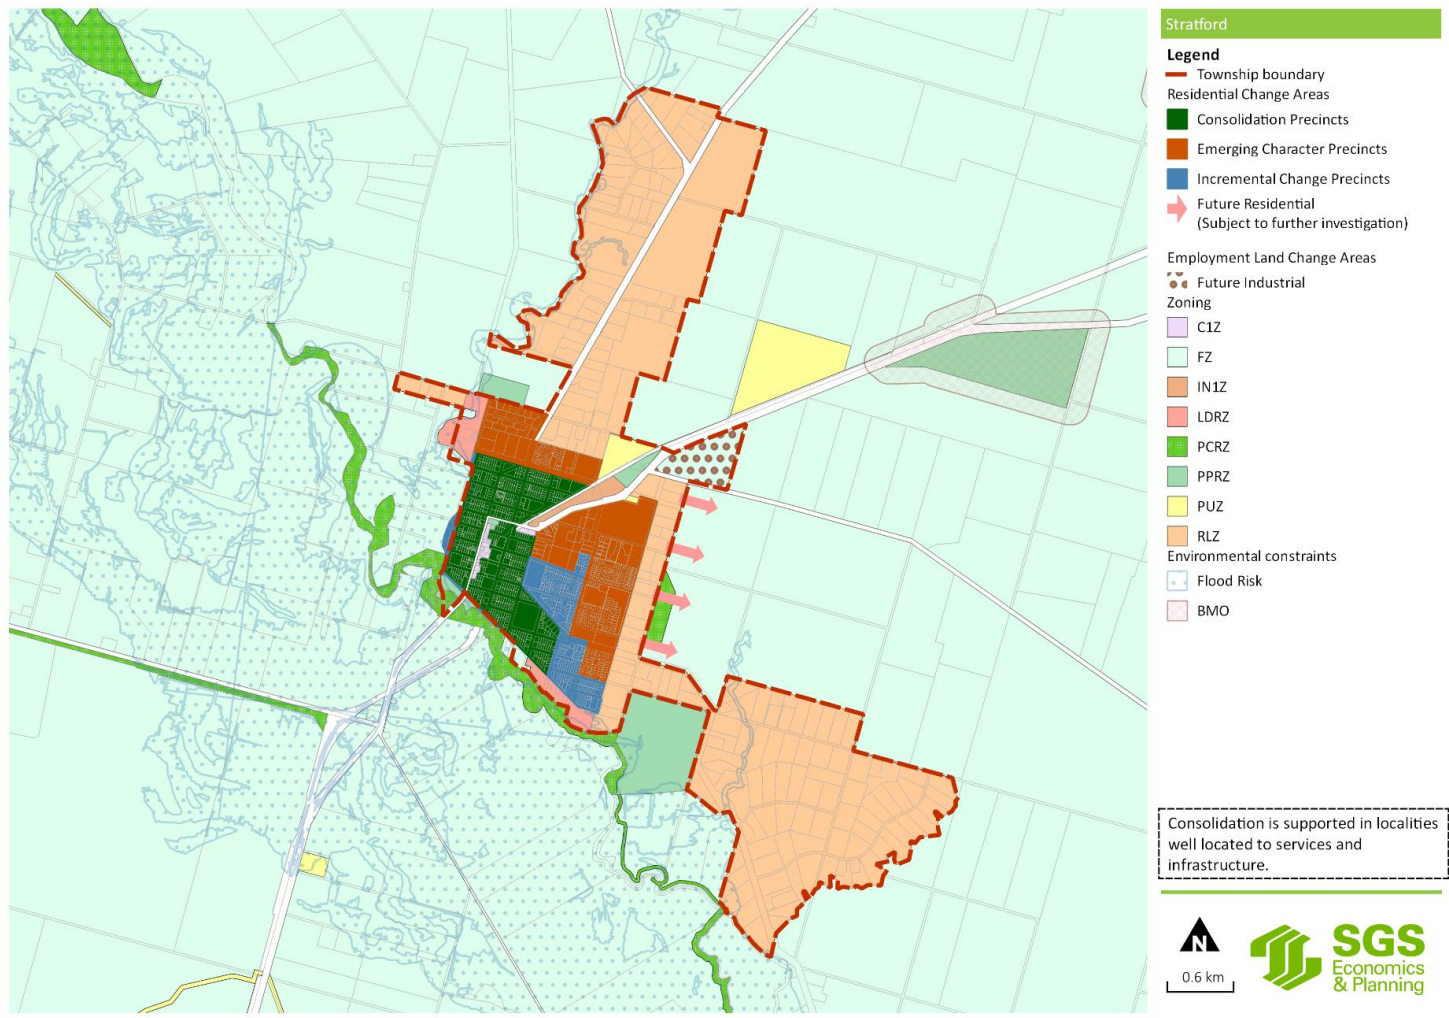 Stratford
Legend
Township boundary
Residential Change Areas
Consolidation Precincts
Emerging Character Precincts
Incremental Change Precincts
Future Residential
(Subject to further investigation)
Employment Land Change Areas
Future Industrial
Zoning
C1Z
FZ
IN1Z
LDRZ
PCRZ
PPRZ
PUZ
RLZ
Environmental constraints
Flood Risk
BMO
Consolidation is supported in localities
well located to services and
infrastructure.
N
0.6 km
SGS
Economics
& Planning